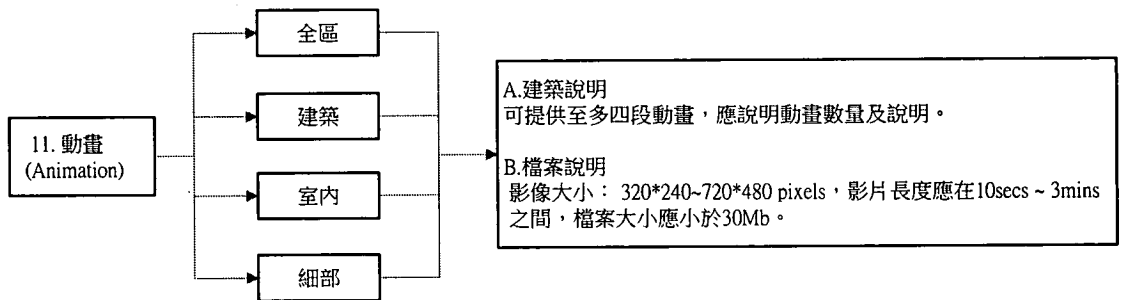 11. 動畫
(Animation)
全區
建築
室內
細部
A.建築說明
可提供至多四段動畫，應說明動畫數量及說明。
B.檔案說明
影像大小： 320*240~720*480 pixels，影片長度應在10secs ~ 3mins
之間，檔案大小應小於30Mb。